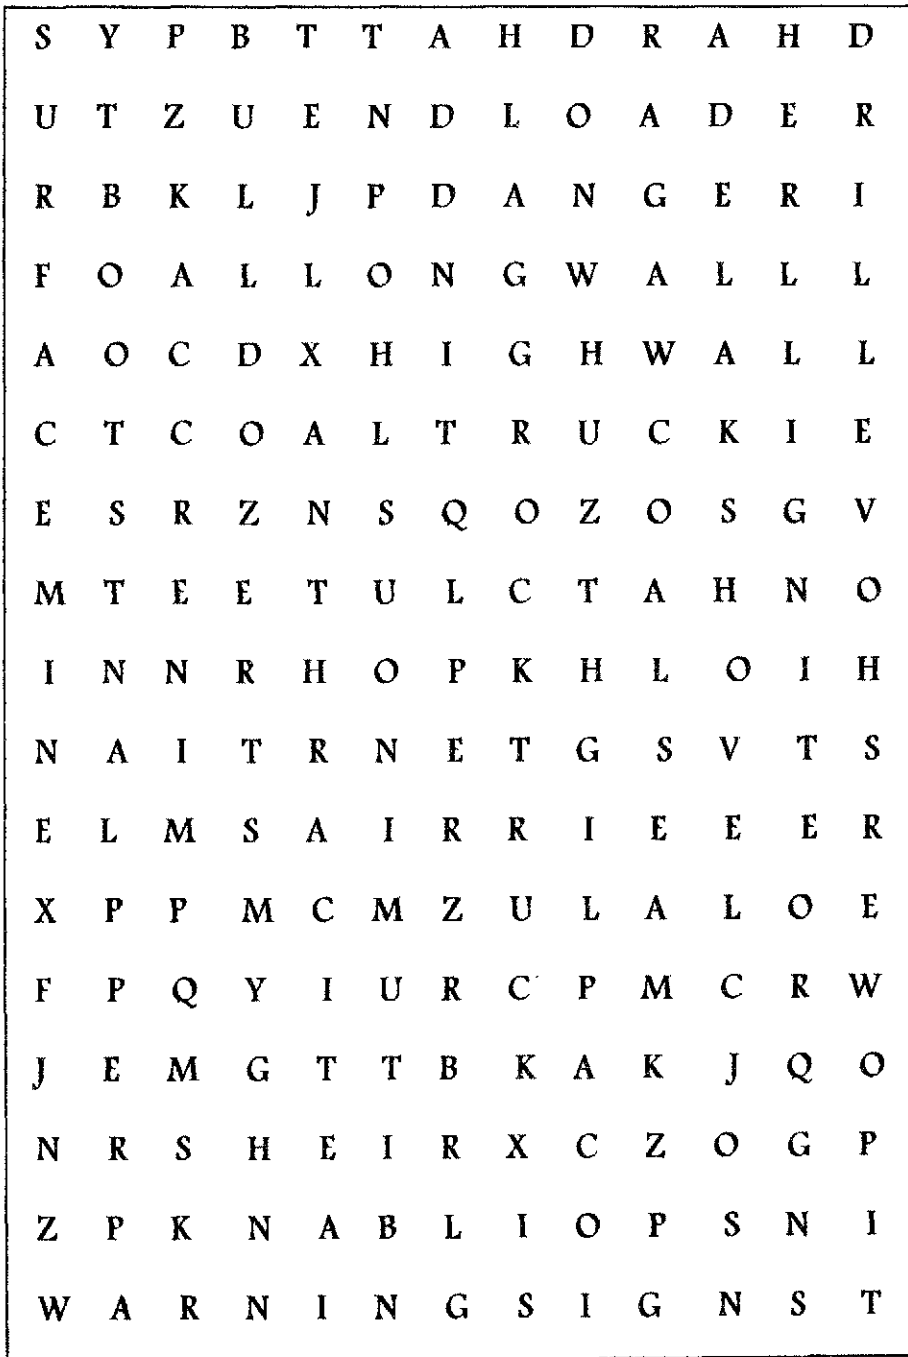 S Y P B T T A H D R A H D
U T Z U E N D L O A D E R
R B K L J P D A N G E R I
F O A L L O N G W A L L L
A O C D X H I G H W A L L
C T C O A L T R U C K I E
E S R Z N S Q O Z O S G V
M T E E T U L C T A H N O
I N N R H O P K H L O I H
N A I T R N E T G S V T S
E L M S A I R R I E E E R
X P P M C M Z U L A L O E
F P Q Y I U R C P M C R W
J E M G T T B K A K J Q O
N R S H E I R X C Z O G P
Z P K N A B L I O P S N I
W A R N I N G S I G N S T